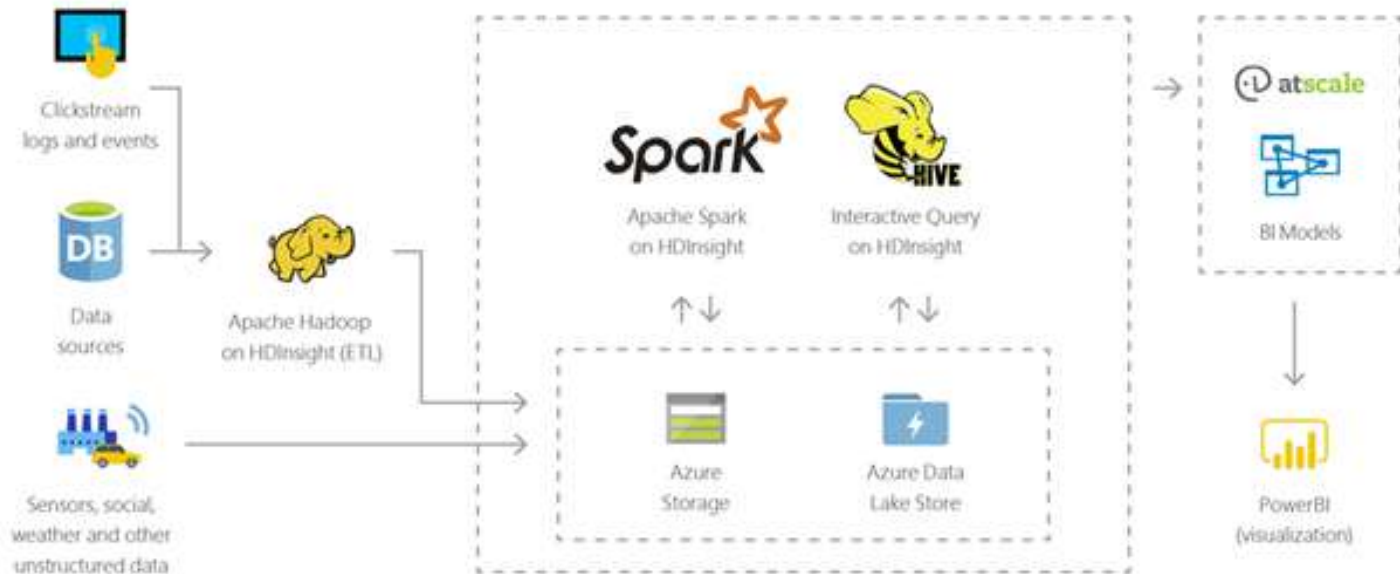 Clickstream
logs and events
DB
Data
sources
Apache Hadoop
on HDInsight (ETL)
Sensors, social,
weather and other
unstructured data
Spark
Apache Spark
on HDInsight
HIVE
Interactive Query
on HDInsight
Azure
Storage
Azure Data
Lake Store
atscale
BI Models
PowerBI
(visualization)